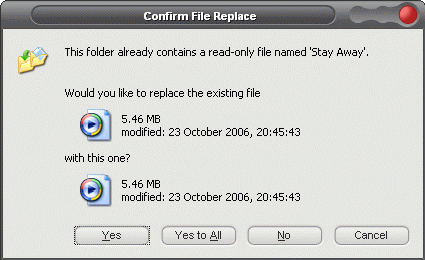 Confirm File Replace
This folder already contains a read-only file named 'Stay Away'.
Would you like to replace the existing file
5.46 MB
modified: 23 October 2006, 20:45:43
with this one?
5.46 MB
modified: 23 October 2006, 20:45:43
Yes Yes to All No Cancel